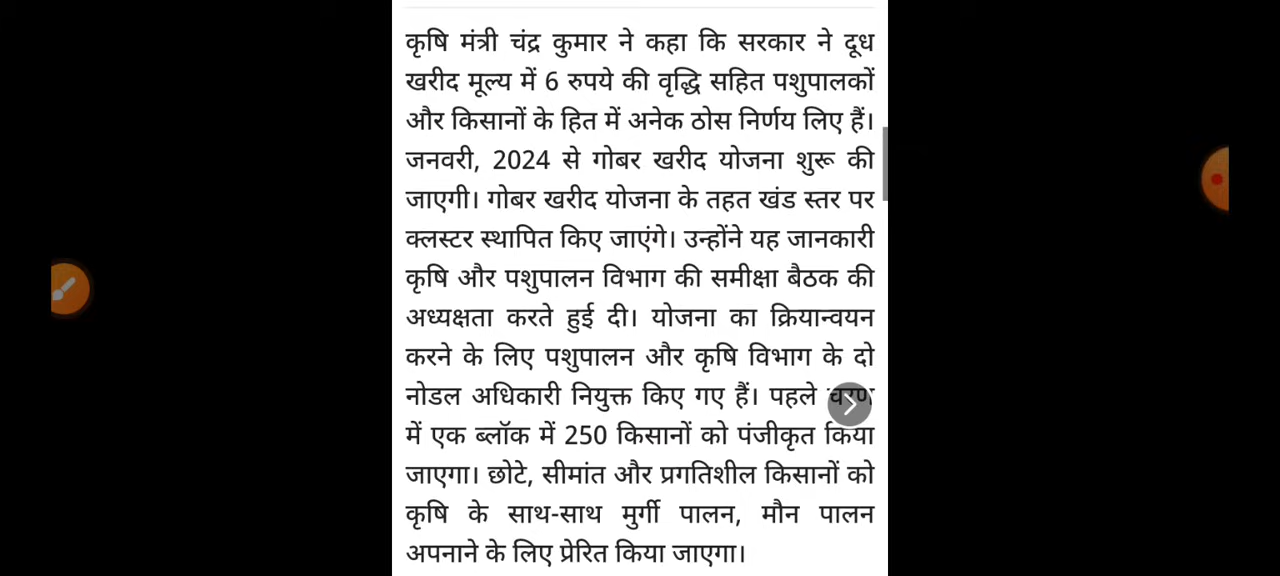 कृषि मंत्री चंद्र कुमार ने कहा कि सरकार ने दूध
खरीद मूल्य में 6 रुपये की वृद्धि सहित पशुपालकों
और किसानों के हित में अनेक ठोस निर्णय लिए हैं।
जनवरी, 2024 से गोबर खरीद योजना शुरू की
जाएगी। गोबर खरीद योजना के तहत खंड स्तर पर
क्लस्टर स्थापित किए जाएंगे। उन्होंने यह जानकारी
कृषि और पशुपालन विभाग की समीक्षा बैठक की
अध्यक्षता करते हुई दी। योजना का क्रियान्वयन
करने के लिए पशुपालन और कृषि विभाग के दो
नोडल अधिकारी नियुक्त किए गए हैं। पहले चरण
में एक ब्लॉक में 250 किसानों को पंजीकृत किया
जाएगा। छोटे, सीमांत और प्रगतिशील किसानों को
कृषि के साथ-साथ मुर्गी पालन, मौन पालन
अपनाने के लिए प्रेरित किया जाएगा।